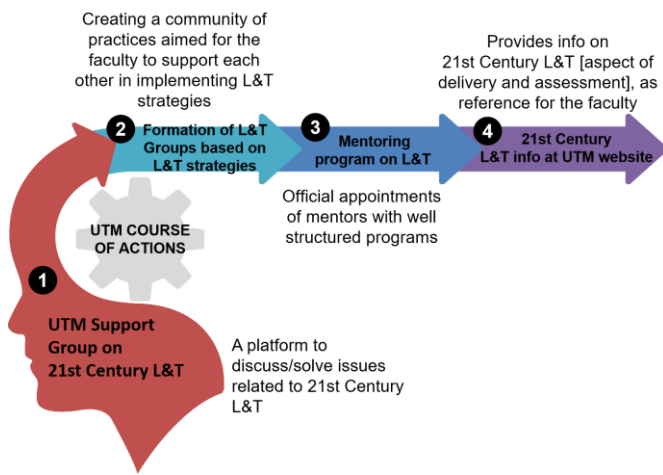 Creating a community of
practices aimed for the
faculty to support each
other in implementing L&T
strategies
Provides info on
21st Century L&T [aspect of
delivery and assessment], as
reference for the faculty
2
Formation of L&T
Groups based on
L&T strategies
3
Mentoring
program on L&T
4
21st Century
L&T info at UTM website
Official appointments
of mentors with well
structured programs
UTM COURSE
OF ACTIONS
1
UTM Support
Group on
21st Century L&T
A platform to
discuss/solve issues
related to 21st Century
L&T